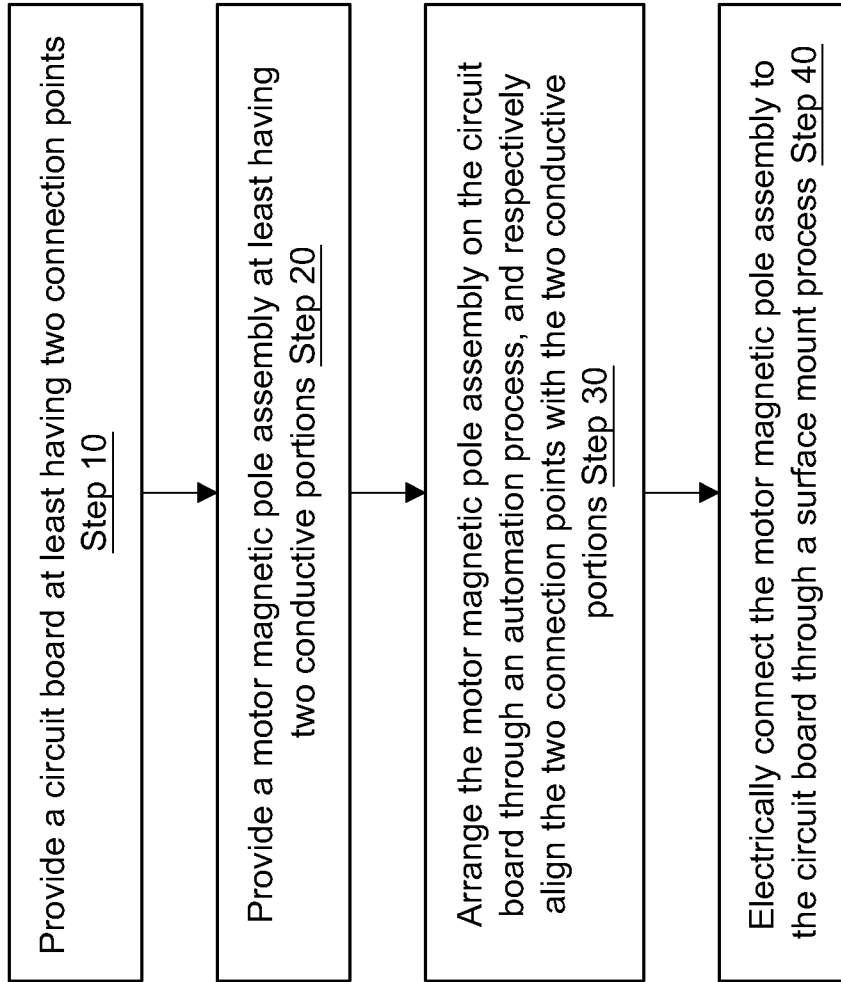 Provide a circuit board at least having two connection points
Step 10
Provide a motor magnetic pole assembly at least having
two conductive portions Step 20
Arrange the motor magnetic pole assembly on the circuit
board through an automation process, and respectively
align the two connection points with the two conductive
portions Step 30
Electrically connect the motor magnetic pole assembly to
the circuit board through a surface mount process Step 40